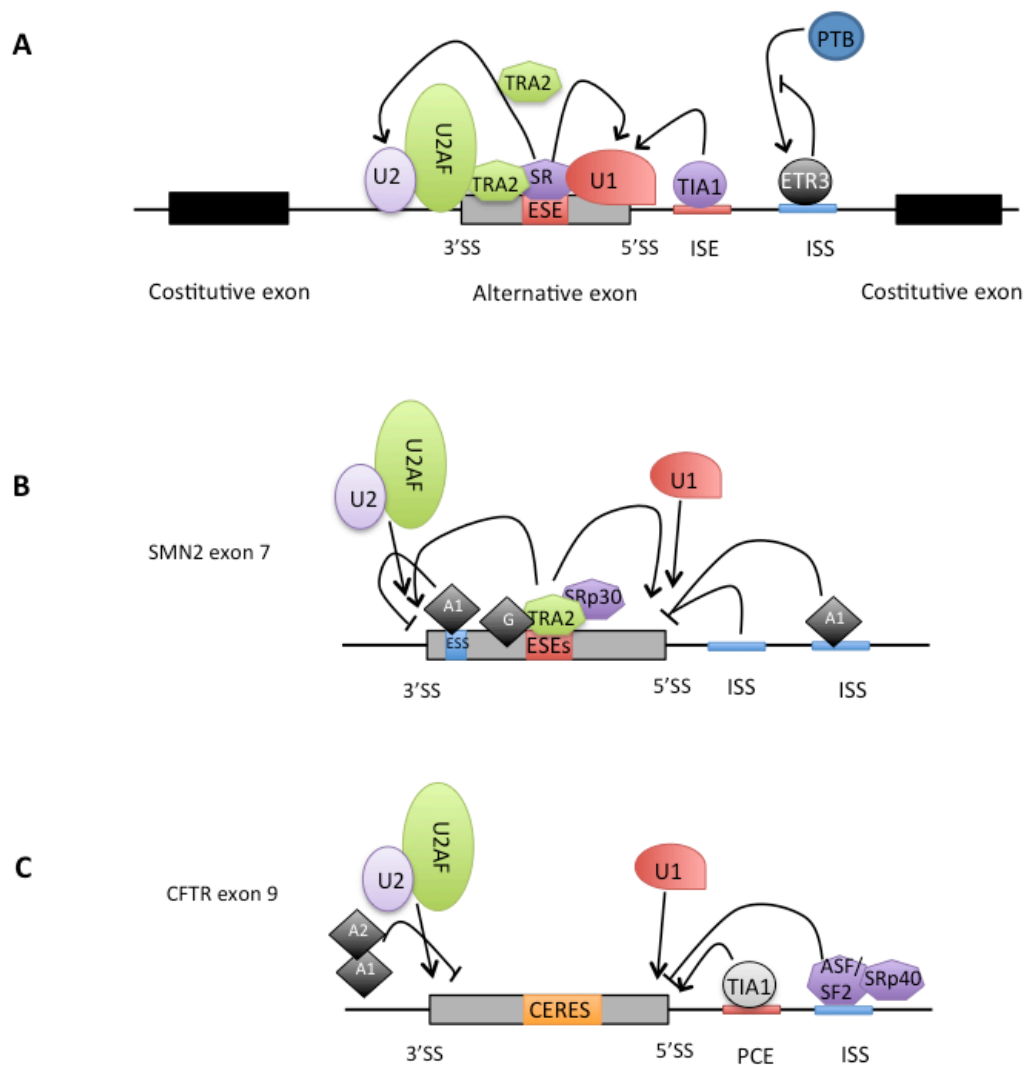 A
PTB
TRA2
U2AF
U2
TRA2
SR
U1
TIA1
ETR3
ESE
3’SS
5’SS
ISE
ISS
Costitutive exon
Alternative exon
Costitutive exon
B
SMN2 exon 7
U2AF
U2
U1
A1
G
TRA2
SRp30
A1
ESS
ESEs
3’SS
5’SS
ISS
ISS
C
CFTR exon 9
U2AF
U2
U1
A2
A1
TIA1
ASF/
SF2
SRp40
CERES
3’SS
5’SS
PCE
ISS